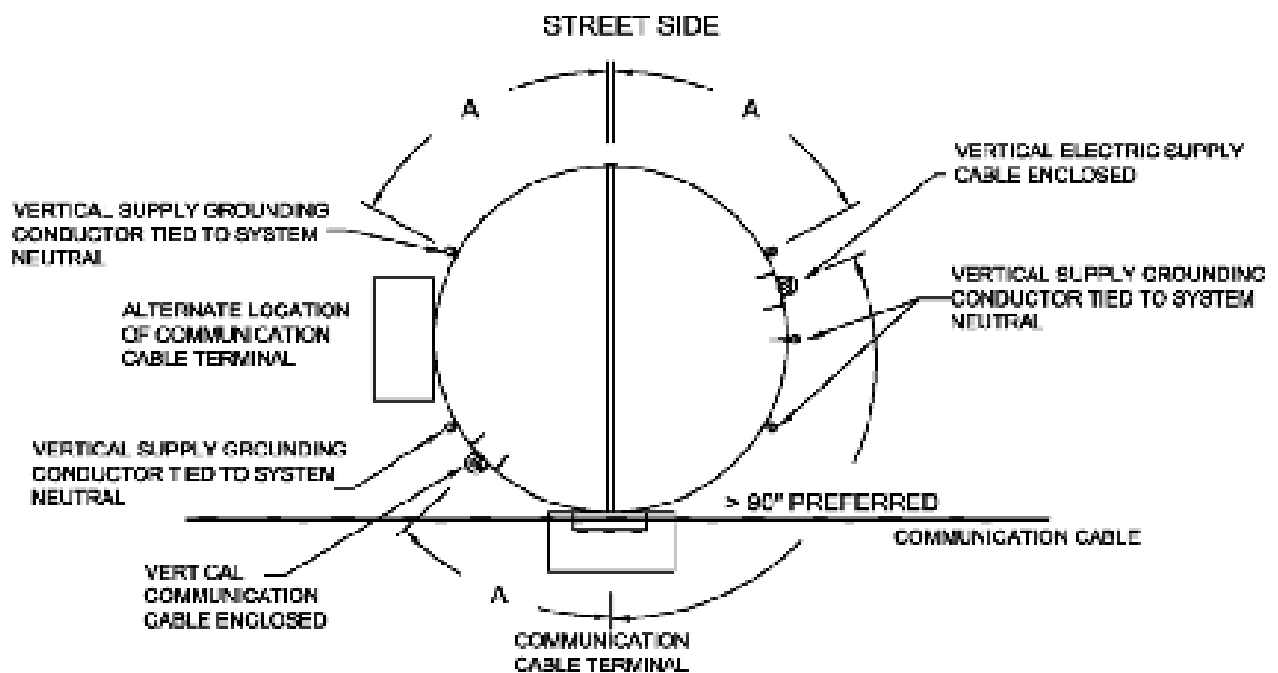 STREET SIDE
A
A
VERTICAL ELECTRIC SUPPLY
CABLE ENCLOSED
VERTICAL SUPPLY GROUNDING
CONDUCTOR TIED TO SYSTEM
NEUTRAL
VERTICAL SUPPLY GROUNDING
CONDUCTOR TIED TO SYSTEM
NEUTRAL
ALTERNATE LOCATION
OF COMMUNICATION
CABLE TERMINAL
VERTICAL SUPPLY GROUNDING
CONDUCTOR TIED TO SYSTEM
NEUTRAL
> 90° PREFERRED
COMMUNICATION CABLE
VERTICAL
COMMUNICATION
CABLE ENCLOSED
A
COMMUNICATION
CABLE TERMINAL